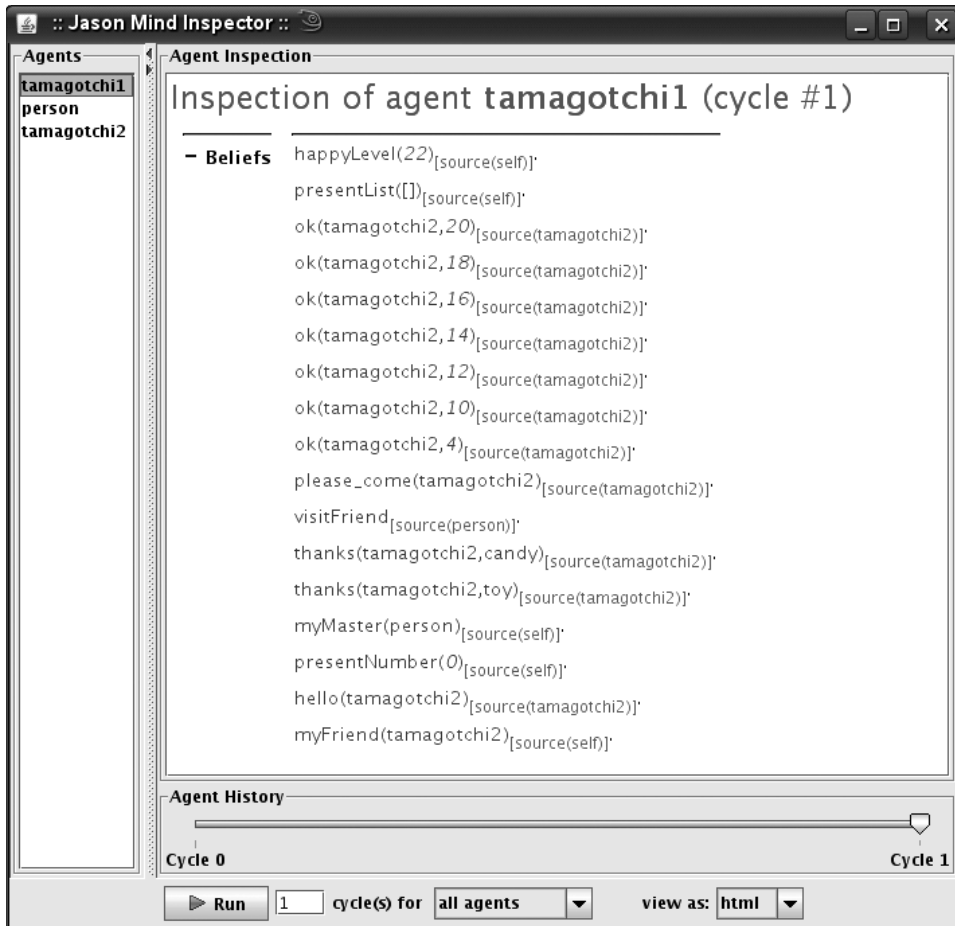 :: Jason Mind Inspector ::
Agents
tamagotchi1
person
tamagotchi2
Agent Inspection
Inspection of agent tamagotchi1 (cycle #1)
– Beliefs
happyLevel(22)[source(self)].
presentList([])[source(self)].
ok(tamagotchi2,20)[source(tamagotchi2)].
ok(tamagotchi2,18)[source(tamagotchi2)].
ok(tamagotchi2,16)[source(tamagotchi2)].
ok(tamagotchi2,14)[source(tamagotchi2)].
ok(tamagotchi2,12)[source(tamagotchi2)].
ok(tamagotchi2,10)[source(tamagotchi2)].
ok(tamagotchi2,4)[source(tamagotchi2)].
please_come(tamagotchi2)[source(tamagotchi2)].
visitFriend[source(person)].
thanks(tamagotchi2,candy)[source(tamagotchi2)].
thanks(tamagotchi2,toy)[source(tamagotchi2)].
myMaster(person)[source(self)].
presentNumber(0)[source(self)].
hello(tamagotchi2)[source(tamagotchi2)].
myFriend(tamagotchi2)[source(self)].
Agent History
Cycle 0 Cycle 1
Run 1 cycle(s) for all agents view as: html